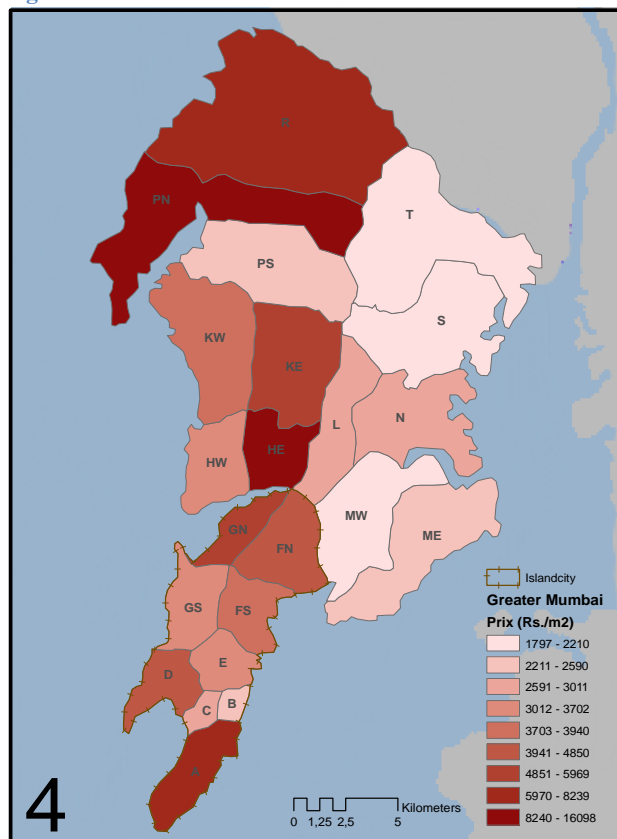 R
PN
T
PS
S
KW
KE
L
N
HW
HE
MW
ME
GN
FN
GS
FS
E
D
B
C
A
Islandcity
Greater Mumbai
Prix (Rs./m2)
1797 - 2210
2211 - 2590
2591 - 3011
3012 - 3702
3703 - 3940
3941 - 4850
4851 - 5969
5970 - 8239
8240 - 16098
4
Kilometers
0 1,25 2,5 5